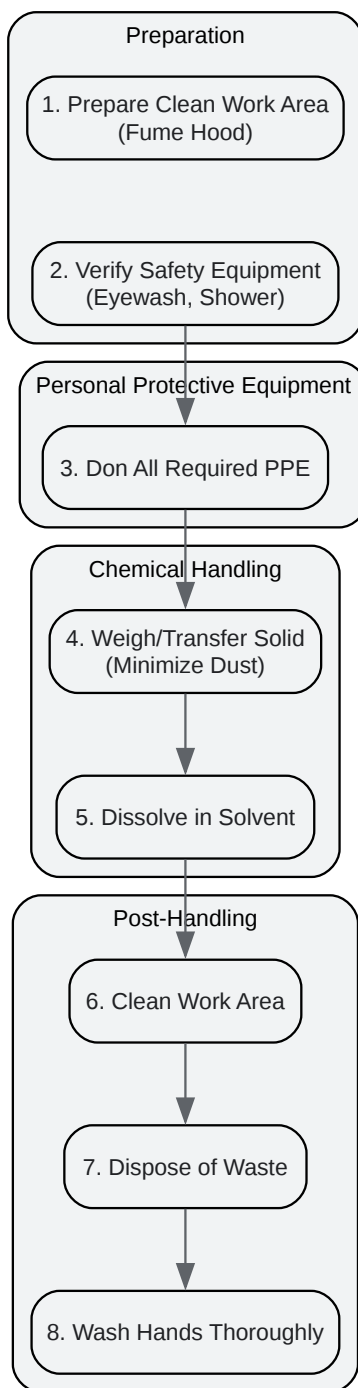 Preparation
1. Prepare Clean Work Area
(Fume Hood)
2. Verify Safety Equipment
(Eyewash, Shower)
Personal Protective Equipment
3. Don All Required PPE
Chemical Handling
4. Weigh/Transfer Solid
(Minimize Dust)
5. Dissolve in Solvent
Post-Handling
6. Clean Work Area
7. Dispose of Waste
8. Wash Hands Thoroughly